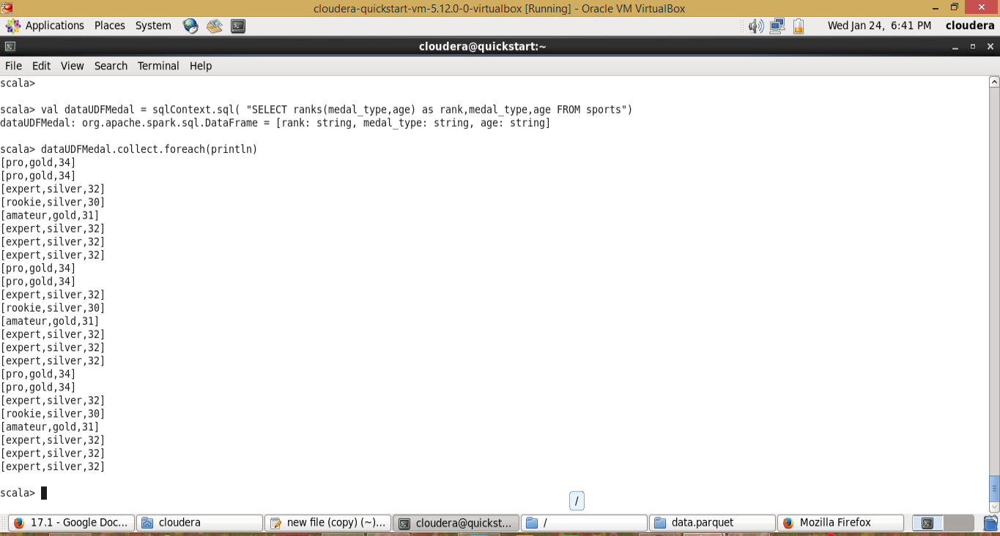 cloudera-quickstart-vm-5.12.0-0-virtualbox [Running] - Oracle VM VirtualBox
Applications Places System Wed Jan 24, 6:41 PM cloudera
cloudera@quickstart:~
File Edit View Search Terminal Help
scala>
scala> val dataUDFMedal = sqlContext.sql( "SELECT ranks(medal_type,age) as rank,medal_type,age FROM sports")
dataUDFMedal: org.apache.spark.sql.DataFrame = [rank: string, medal_type: string, age: string]
scala> dataUDFMedal.collect.foreach(println)
[pro,gold,34]
[pro,gold,34]
[expert,silver,32]
[rookie,silver,30]
[amateur,gold,31]
[expert,silver,32]
[expert,silver,32]
[expert,silver,32]
[pro,gold,34]
[pro,gold,34]
[expert,silver,32]
[rookie,silver,30]
[amateur,gold,31]
[expert,silver,32]
[expert,silver,32]
[expert,silver,32]
[pro,gold,34]
[pro,gold,34]
[expert,silver,32]
[rookie,silver,30]
[amateur,gold,31]
[expert,silver,32]
[expert,silver,32]
[expert,silver,32]
scala>
/
17.1 - Google Doc... cloudera new file (copy) (~)... cloudera@quickst... / data.parquet Mozilla Firefox